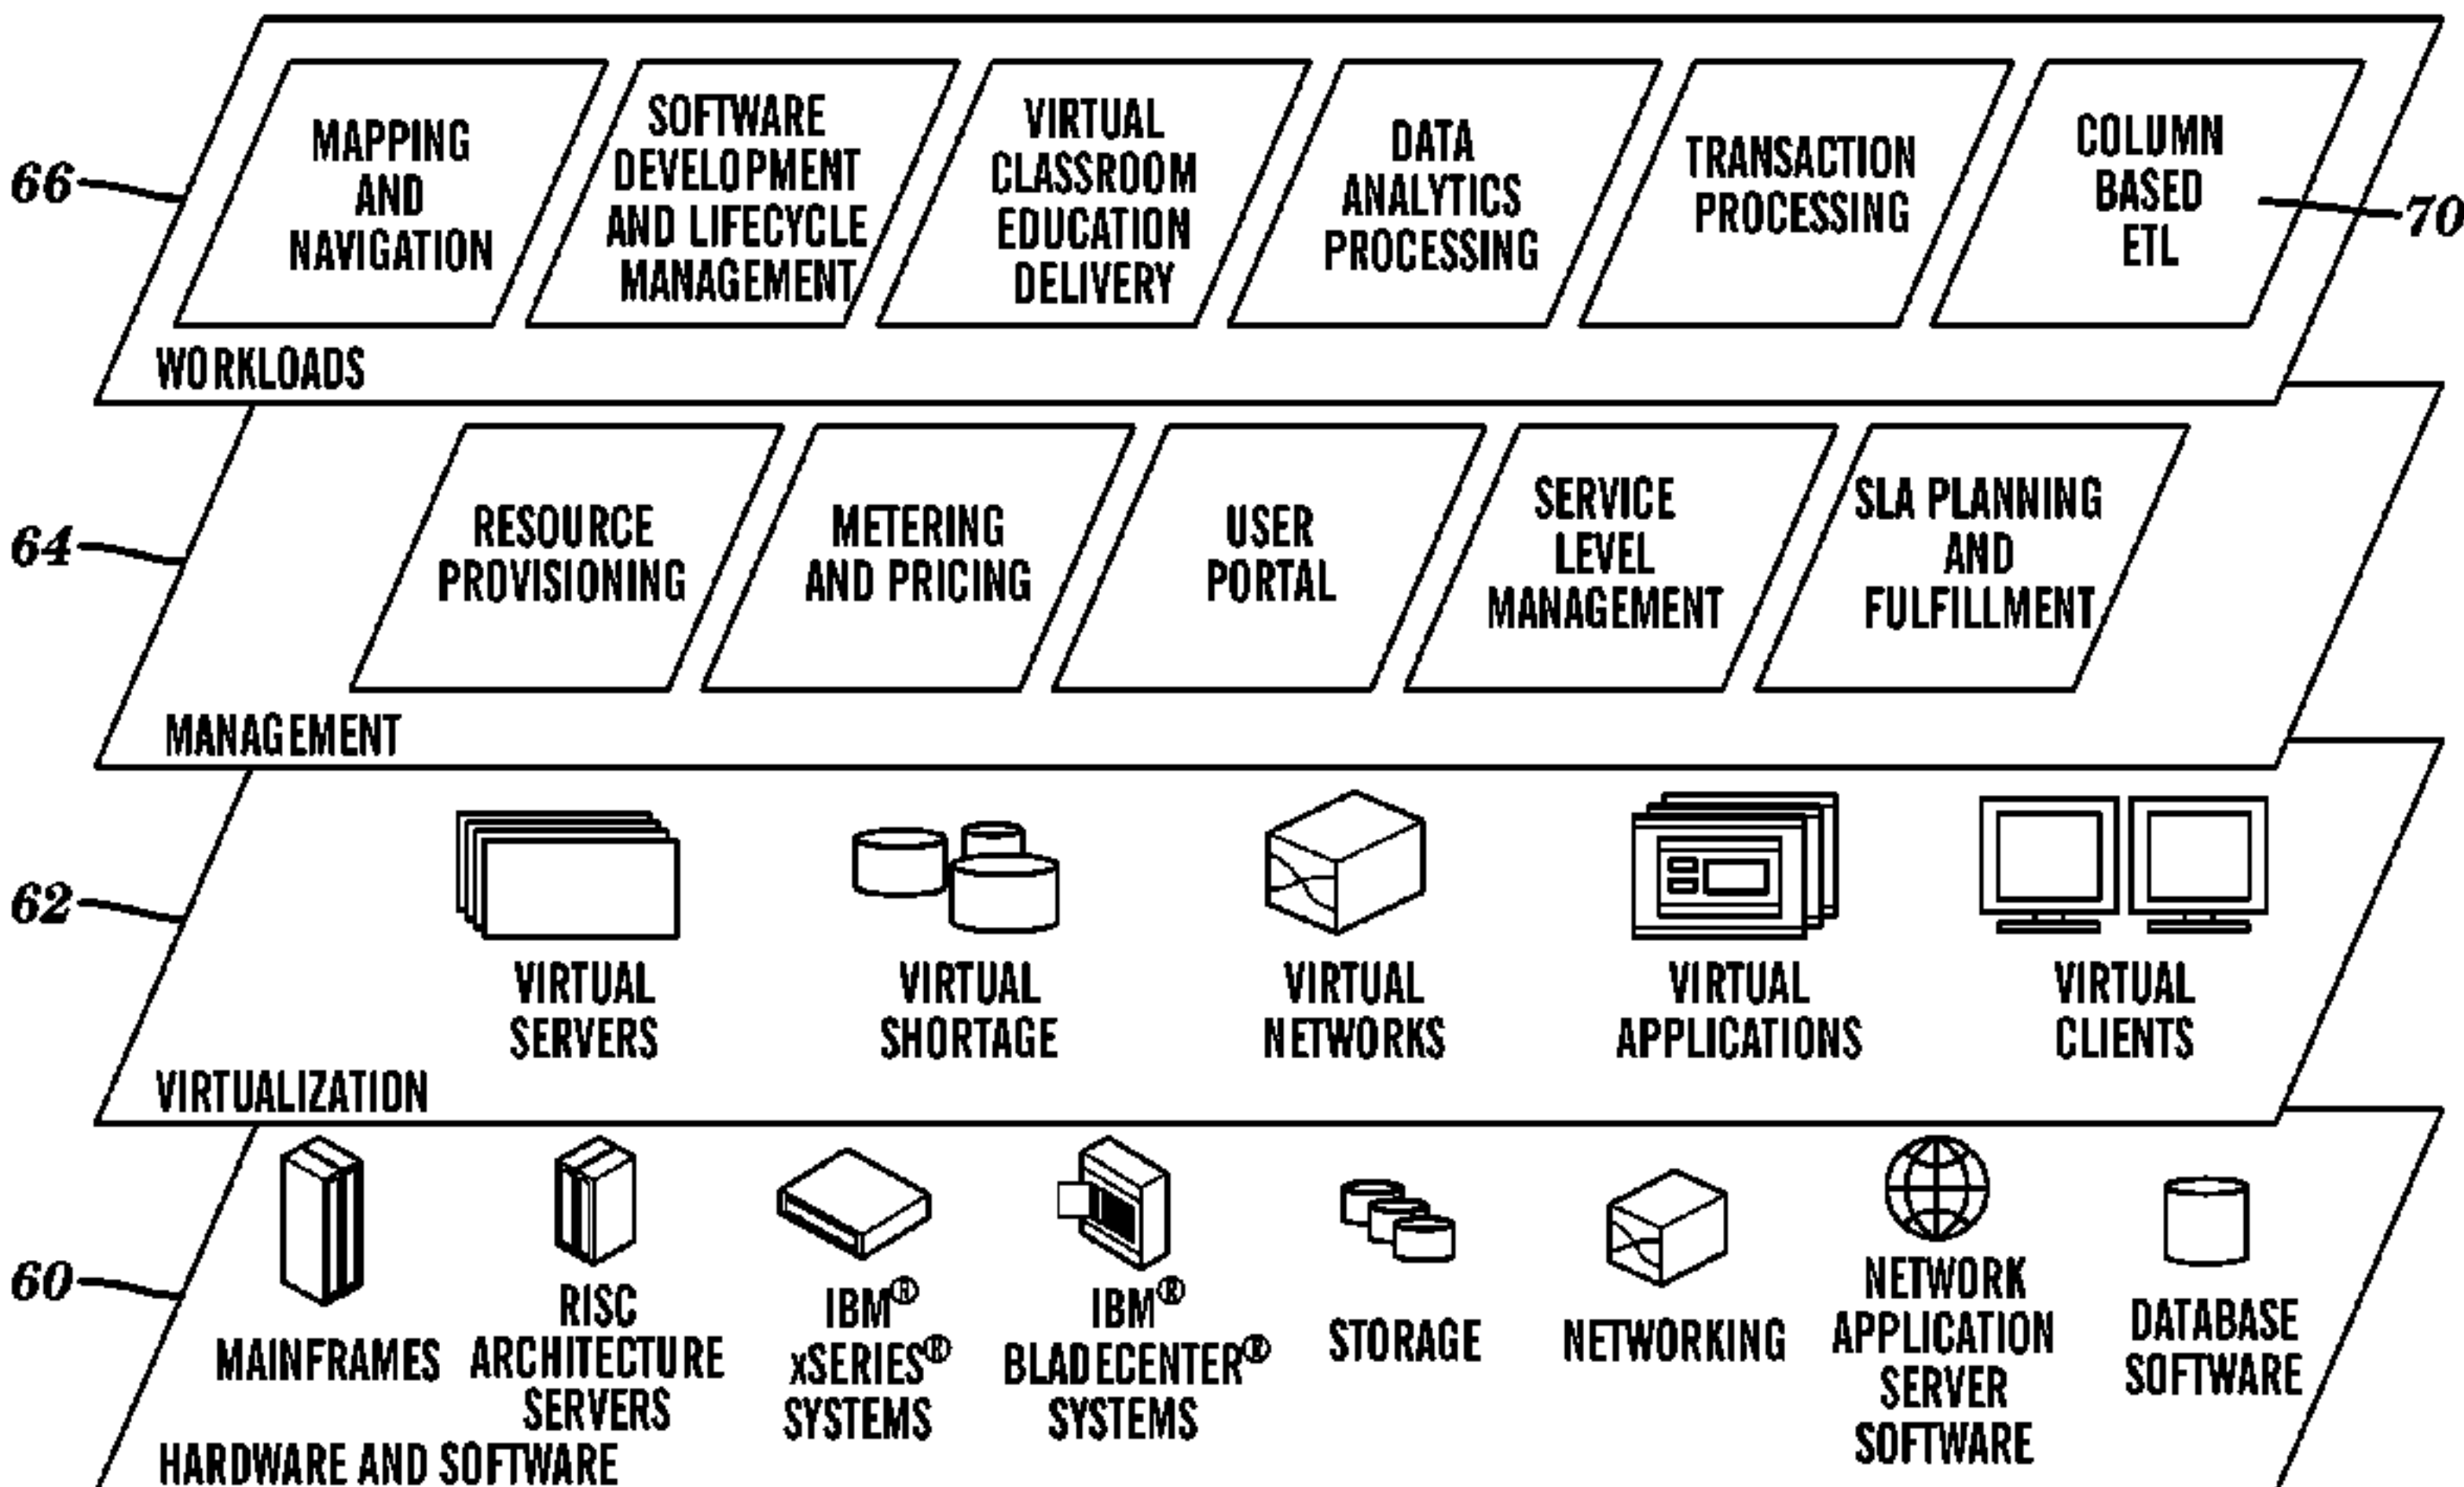 MAPPING
AND
NAVIGATION
SOFTWARE
DEVELOPMENT
AND LIFECYCLE
MANAGEMENT
VIRTUAL
CLASSROOM
EDUCATION
DELIVERY
DATA
ANALYTICS
PROCESSING
TRANSACTION
PROCESSING
COLUMN
BASED
ETL
66
70
WORKLOADS
RESOURCE
PROVISIONING
METERING
AND PRICING
USER
PORTAL
SERVICE
LEVEL
MANAGEMENT
SLA PLANNING
AND
FULFILLMENT
64
MANAGEMENT
62
VIRTUAL
SERVERS
VIRTUAL
SHORTAGE
VIRTUAL
NETWORKS
VIRTUAL
APPLICATIONS
VIRTUAL
CLIENTS
VIRTUALIZATION
60
MAINFRAMES
RISC
ARCHITECTURE
SERVERS
IBM®
xSERIES®
SYSTEMS
IBM®
BLADECENTER®
SYSTEMS
STORAGE
NETWORKING
NETWORK
APPLICATION
SERVER
SOFTWARE
DATABASE
SOFTWARE
HARDWARE AND SOFTWARE